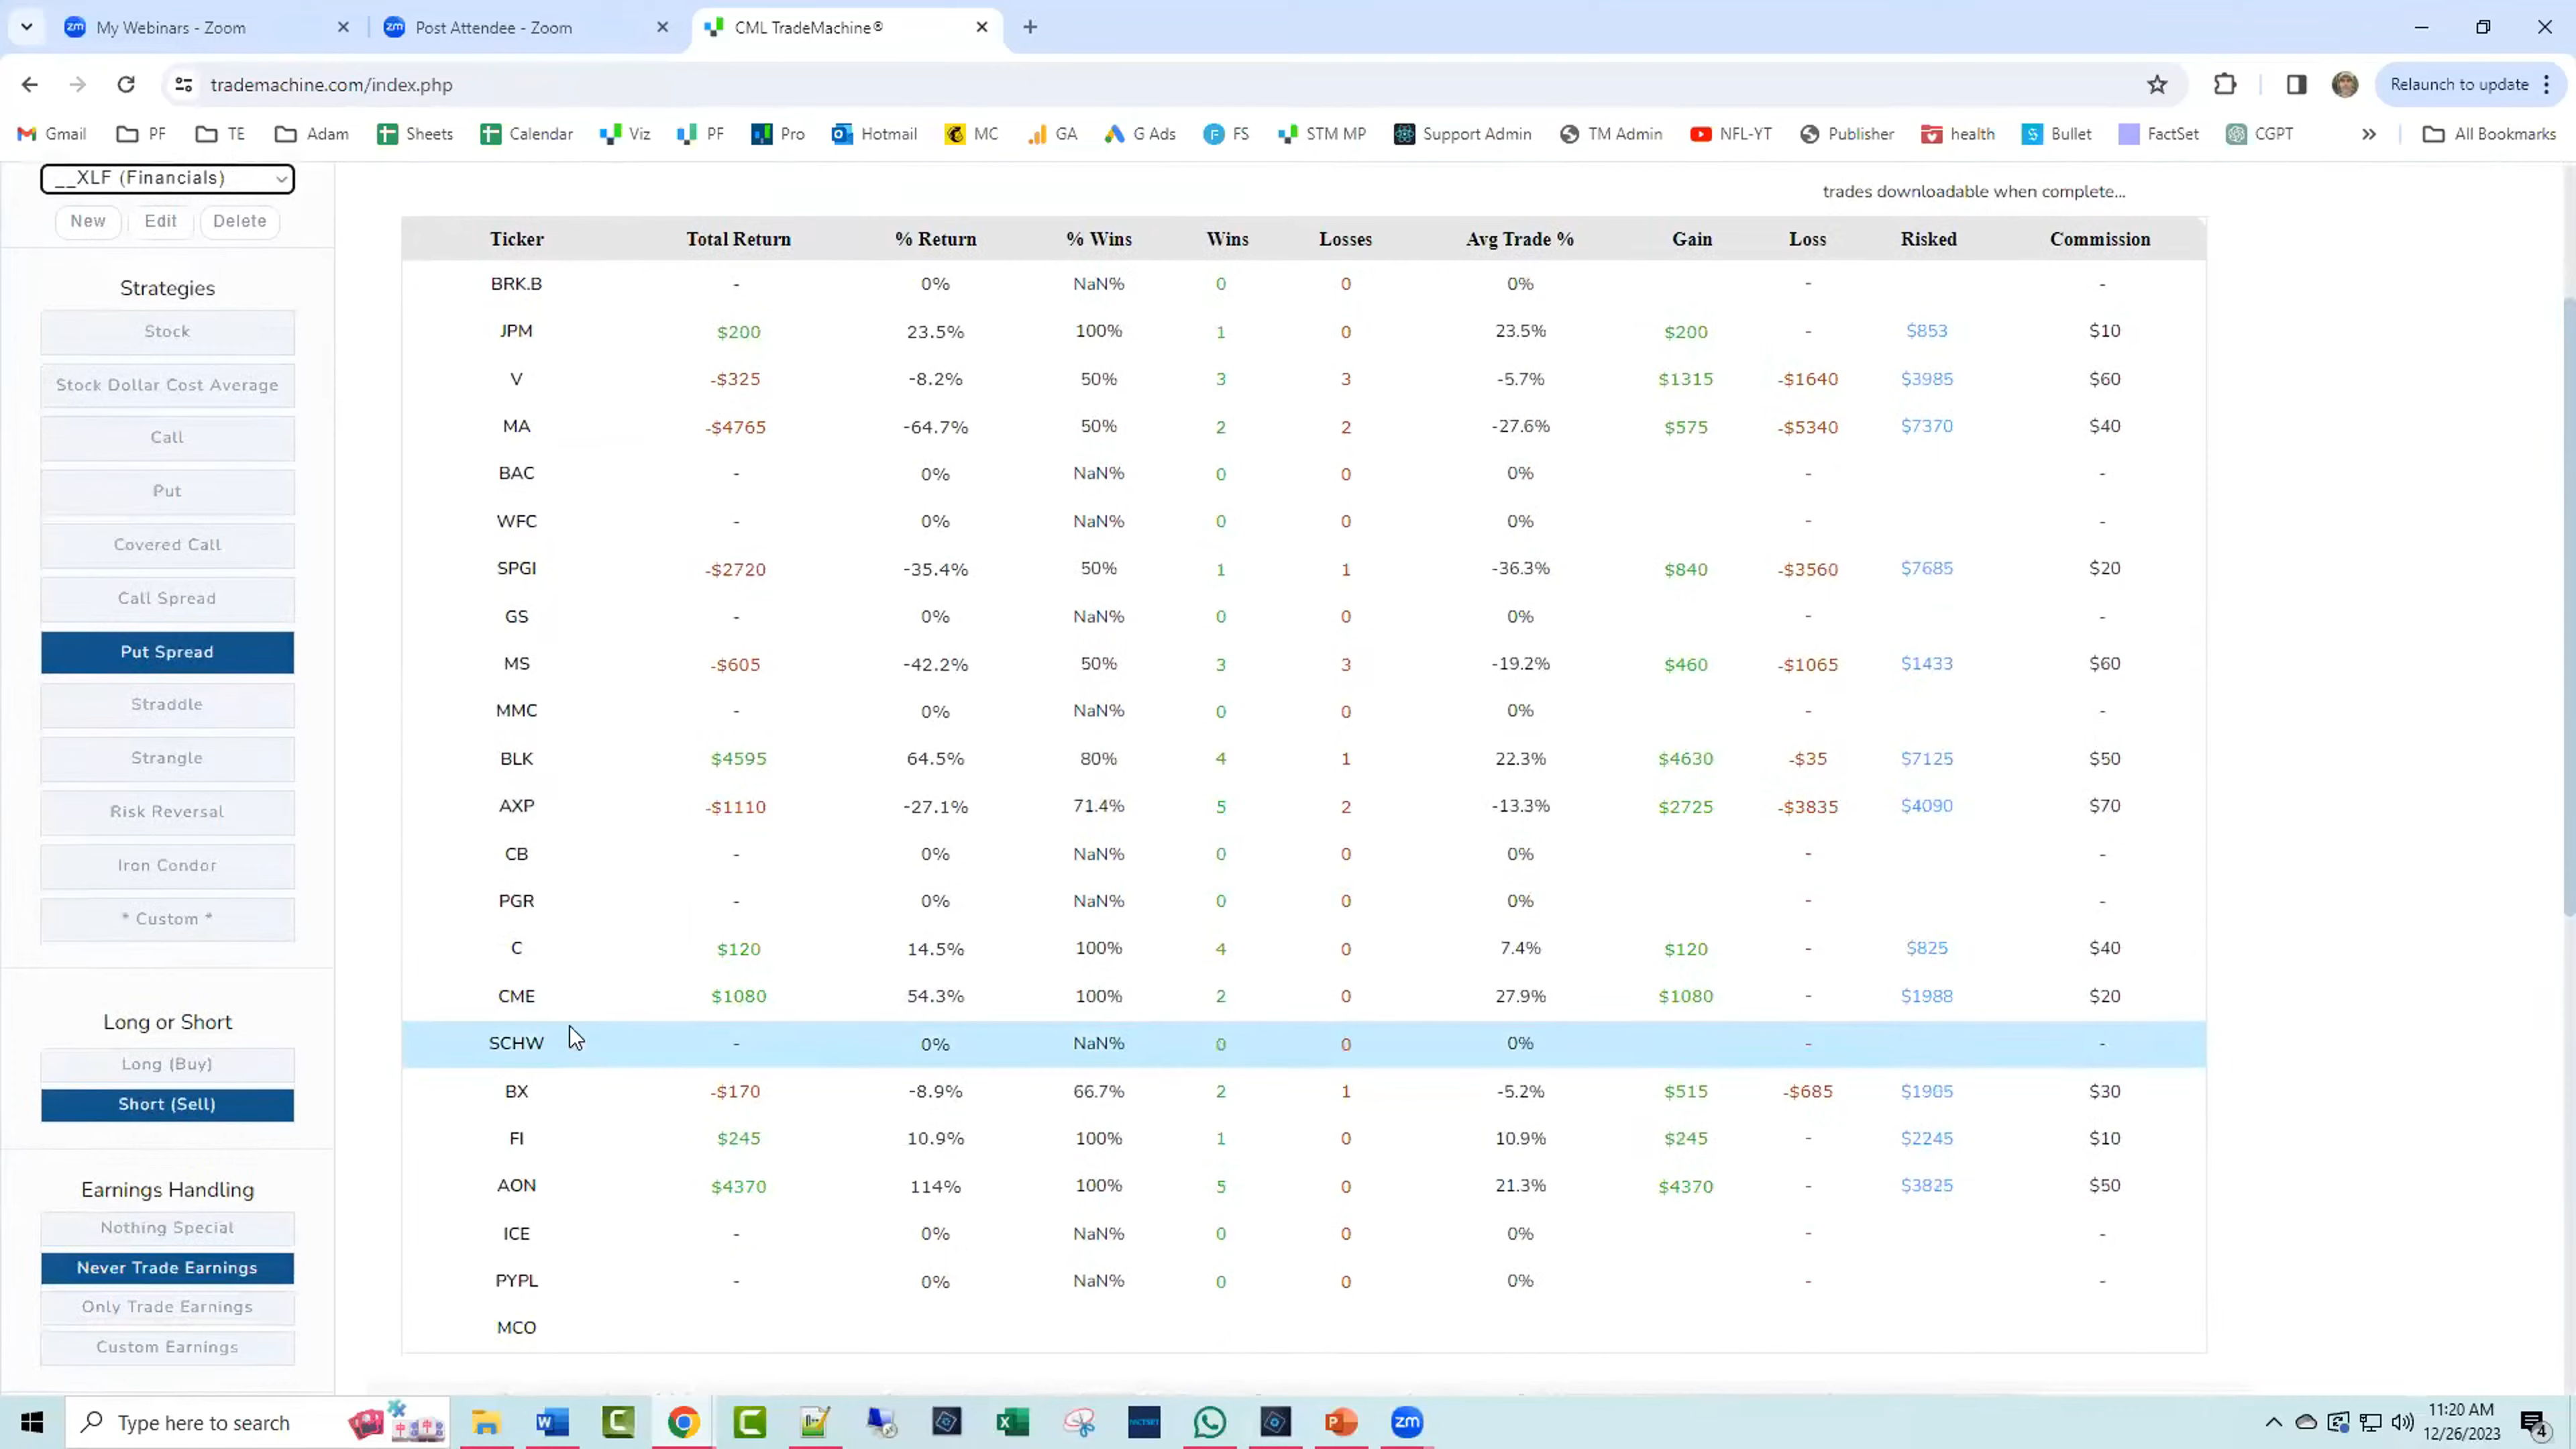 My Webinars - Zoom
Post Attendee - Zoom
CML TradeMachine®
trademachine.com/index.php
Relaunch to update
Gmail PF TE Adam Sheets Calendar Viz PF Pro Hotmail MC GA G Ads FS STM MP Support Admin TM Admin NFL-YT Publisher health Bullet FactSet CGPT » All Bookmarks
__XLF (Financials)
New Edit Delete
Strategies
Stock
Stock Dollar Cost Average
Call
Put
Covered Call
Call Spread
Put Spread
Straddle
Strangle
Risk Reversal
Iron Condor
* Custom *
Long or Short
Long (Buy)
Short (Sell)
Earnings Handling
Nothing Special
Never Trade Earnings
Only Trade Earnings
Custom Earnings
trades downloadable when complete...
Ticker Total Return % Return % Wins Wins Losses Avg Trade % Gain Loss Risked Commission
BRK.B - 0% NaN% 0 0 0% - -
JPM $200 23.5% 100% 1 0 23.5% $200 - $853 $10
V -$325 -8.2% 50% 3 3 -5.7% $1315 -$1640 $3985 $60
MA -$4765 -64.7% 50% 2 2 -27.6% $575 -$5340 $7370 $40
BAC - 0% NaN% 0 0 0% - -
WFC - 0% NaN% 0 0 0% - -
SPGI -$2720 -35.4% 50% 1 1 -36.3% $840 -$3560 $7685 $20
GS - 0% NaN% 0 0 0% - -
MS -$605 -42.2% 50% 3 3 -19.2% $460 -$1065 $1433 $60
MMC - 0% NaN% 0 0 0% - -
BLK $4595 64.5% 80% 4 1 22.3% $4630 -$35 $7125 $50
AXP -$1110 -27.1% 71.4% 5 2 -13.3% $2725 -$3835 $4090 $70
CB - 0% NaN% 0 0 0% - -
PGR - 0% NaN% 0 0 0% - -
C $120 14.5% 100% 4 0 7.4% $120 - $825 $40
CME $1080 54.3% 100% 2 0 27.9% $1080 - $1988 $20
SCHW - 0% NaN% 0 0 0% - -
BX -$170 -8.9% 66.7% 2 1 -5.2% $515 -$685 $1905 $30
FI $245 10.9% 100% 1 0 10.9% $245 - $2245 $10
AON $4370 114% 100% 5 0 21.3% $4370 - $3825 $50
ICE - 0% NaN% 0 0 0% - -
PYPL - 0% NaN% 0 0 0% - -
MCO
Type here to search
11:20 AM
12/26/2023
4